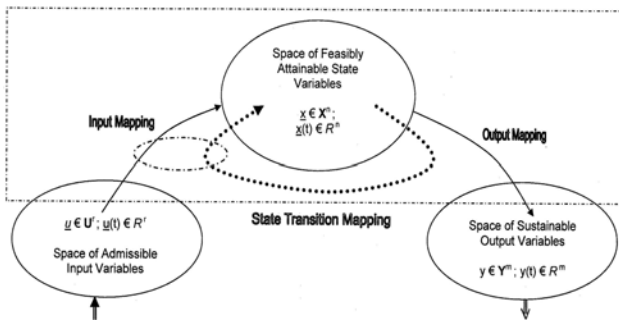 Space of Feasibly
Attainable State
Variables
x ∈ Xⁿ;
x(t) ∈ Rⁿ
Input Mapping
Output Mapping
State Transition Mapping
u ∈ Uʳ; u(t) ∈ Rʳ
Space of Admissible
Input Variables
Space of Sustainable
Output Variables
y ∈ Yᵐ; y(t) ∈ Rᵐ